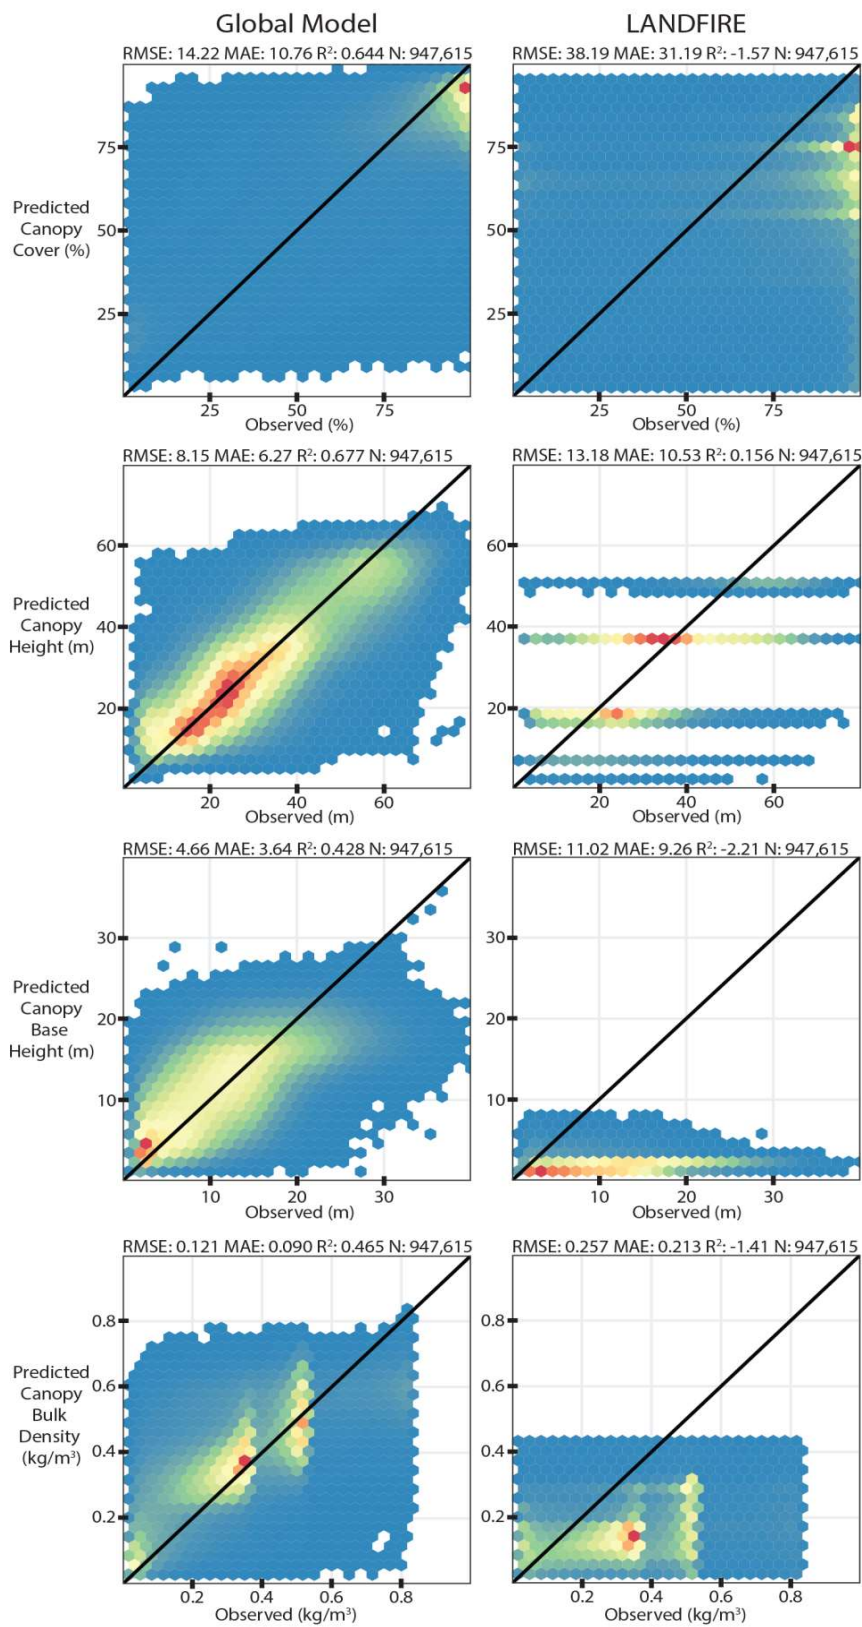 Global Model
LANDFIRE
RMSE: 14.22 MAE: 10.76 R²: 0.644 N: 947,615
RMSE: 38.19 MAE: 31.19 R²: -1.57 N: 947,615
Predicted
Canopy
Cover (%)
75
50
25
25
50
75
Observed (%)
75
50
25
25
50
75
Observed (%)
RMSE: 8.15 MAE: 6.27 R²: 0.677 N: 947,615
RMSE: 13.18 MAE: 10.53 R²: 0.156 N: 947,615
Predicted
Canopy
Height (m)
60
40
20
20
40
60
Observed (m)
60
40
20
20
40
60
Observed (m)
RMSE: 4.66 MAE: 3.64 R²: 0.428 N: 947,615
RMSE: 11.02 MAE: 9.26 R²: -2.21 N: 947,615
Predicted
Canopy
Base
Height (m)
30
20
10
10
20
30
Observed (m)
30
20
10
10
20
30
Observed (m)
RMSE: 0.121 MAE: 0.090 R²: 0.465 N: 947,615
RMSE: 0.257 MAE: 0.213 R²: -1.41 N: 947,615
Predicted
Canopy
Bulk
Density
(kg/m³)
0.8
0.6
0.4
0.2
0.2
0.4
0.6
0.8
Observed (kg/m³)
0.8
0.6
0.4
0.2
0.2
0.4
0.6
0.8
Observed (kg/m³)